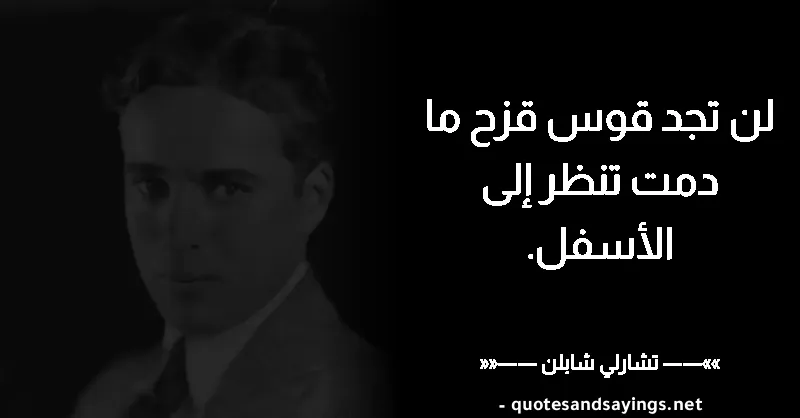 لن تجد قوس قزح ما
دمت تنظر إلى
الأسفل.
»»—— تشارلي شابلن ——««
- quotesandsayings.net